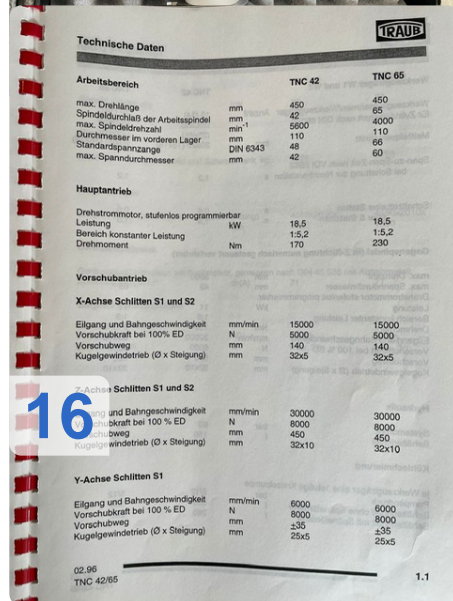 TRAUB
Technische Daten
Arbeitsbereich TNC 42 TNC 65
max. Drehlänge mm 450 450
Spindeldurchlaß der Arbeitsspindel mm 42 65
max. Spindeldrehzahl min-1 5600 4000
Durchmesser im vorderen Lager mm 110 110
Standardspannzange DIN 6343 48 66
max. Spanndurchmesser mm 42 60
Hauptantrieb
Drehstrommotor, stufenlos programmierbar
Leistung kW 18,5 18,5
Bereich konstanter Leistung 1:5,2 1:5,2
Drehmoment Nm 170 230
Vorschubantrieb
X-Achse Schlitten S1 und S2
Eilgang und Bahngeschwindigkeit mm/min 15000 15000
Vorschubkraft bei 100% ED N 5000 5000
Vorschubweg mm 140 140
Kugelgewindetrieb (Ø x Steigung) mm 32x5 32x5
Z-Achse Schlitten S1 und S2
Eilgang und Bahngeschwindigkeit mm/min 30000 30000
Vorschubkraft bei 100 % ED N 8000 8000
Vorschubweg mm 450 450
Kugelgewindetrieb (Ø x Steigung) mm 32x10 32x10
16
Y-Achse Schlitten S1
Eilgang und Bahngeschwindigkeit mm/min 6000 6000
Vorschubkraft bei 100 % ED N 8000 8000
Vorschubweg mm ±35 ±35
Kugelgewindetrieb (Ø x Steigung) mm 25x5 25x5
02.96
TNC 42/65 1.1